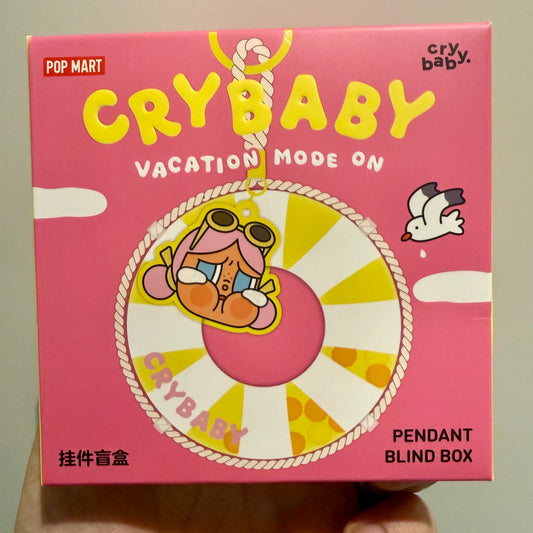 POP MART
cry
baby.
CRYBABY
VACATION MODE ON
CRYBABY
挂件盲盒
PENDANT
BLIND BOX